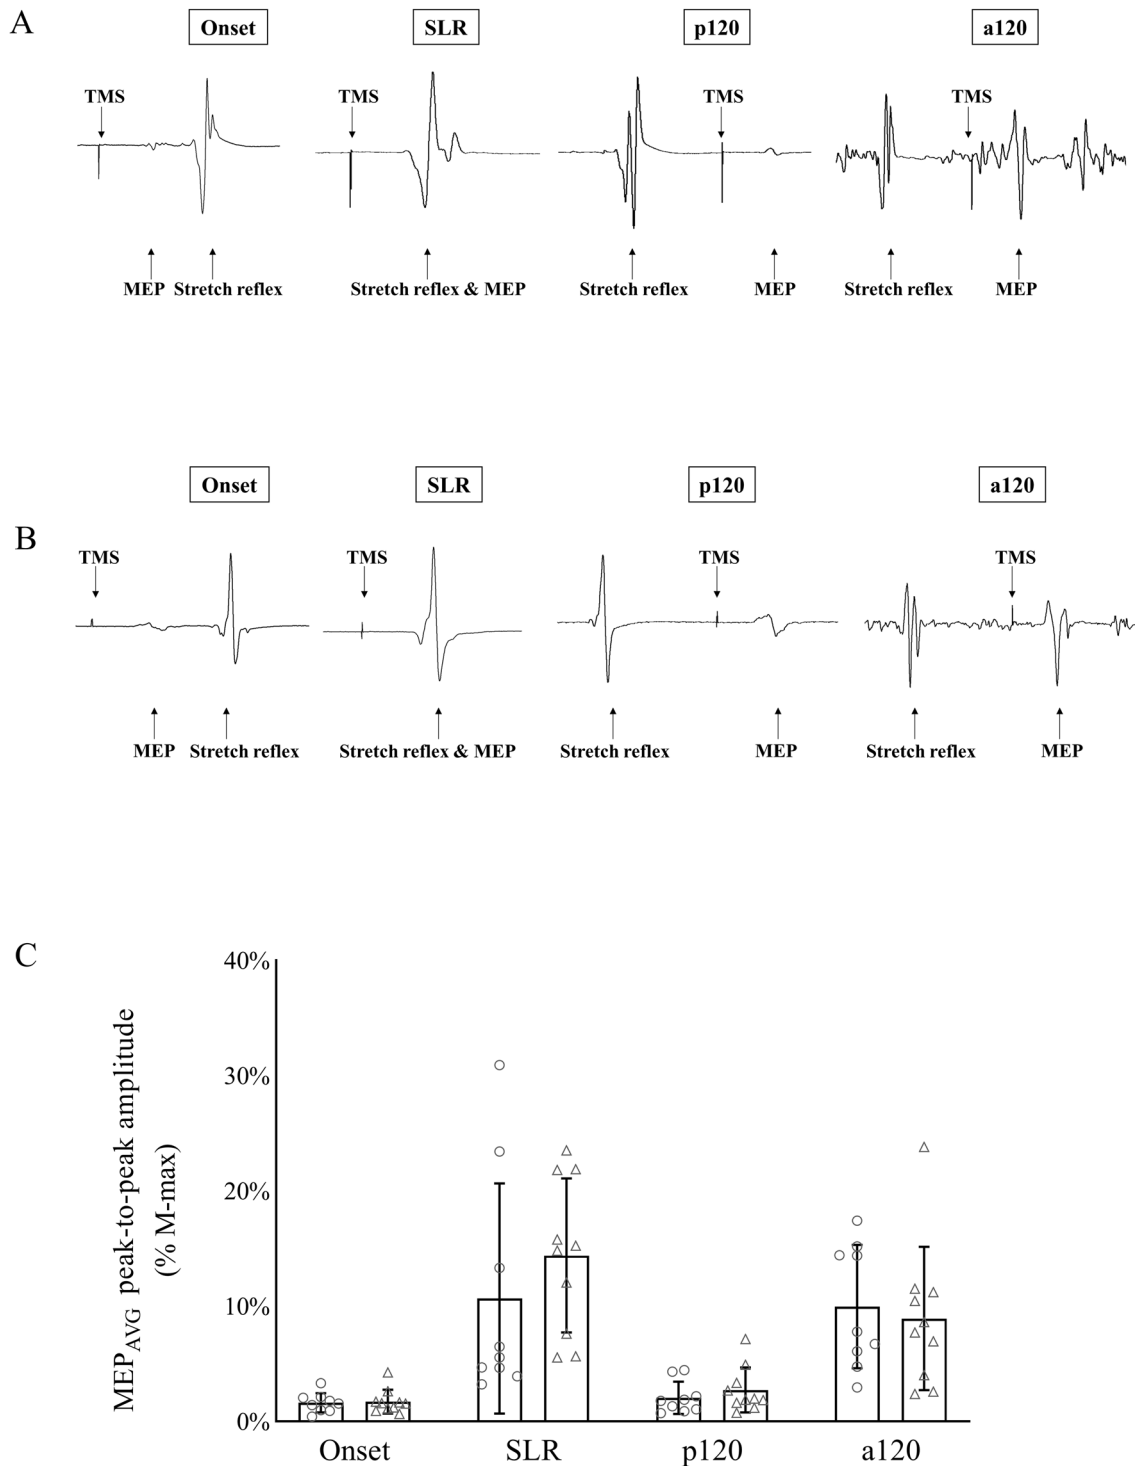 A
Onset SLR p120 a120
TMS TMS TMS TMS
MEP Stretch reflex Stretch reflex & MEP Stretch reflex MEP Stretch reflex MEP
Onset SLR p120 a120
B
TMS TMS TMS TMS
MEP Stretch reflex Stretch reflex & MEP Stretch reflex MEP Stretch reflex MEP
C
MEPAVG peak-to-peak amplitude
(% M-max)
40%
30%
20%
10%
0%
Onset SLR p120 a120